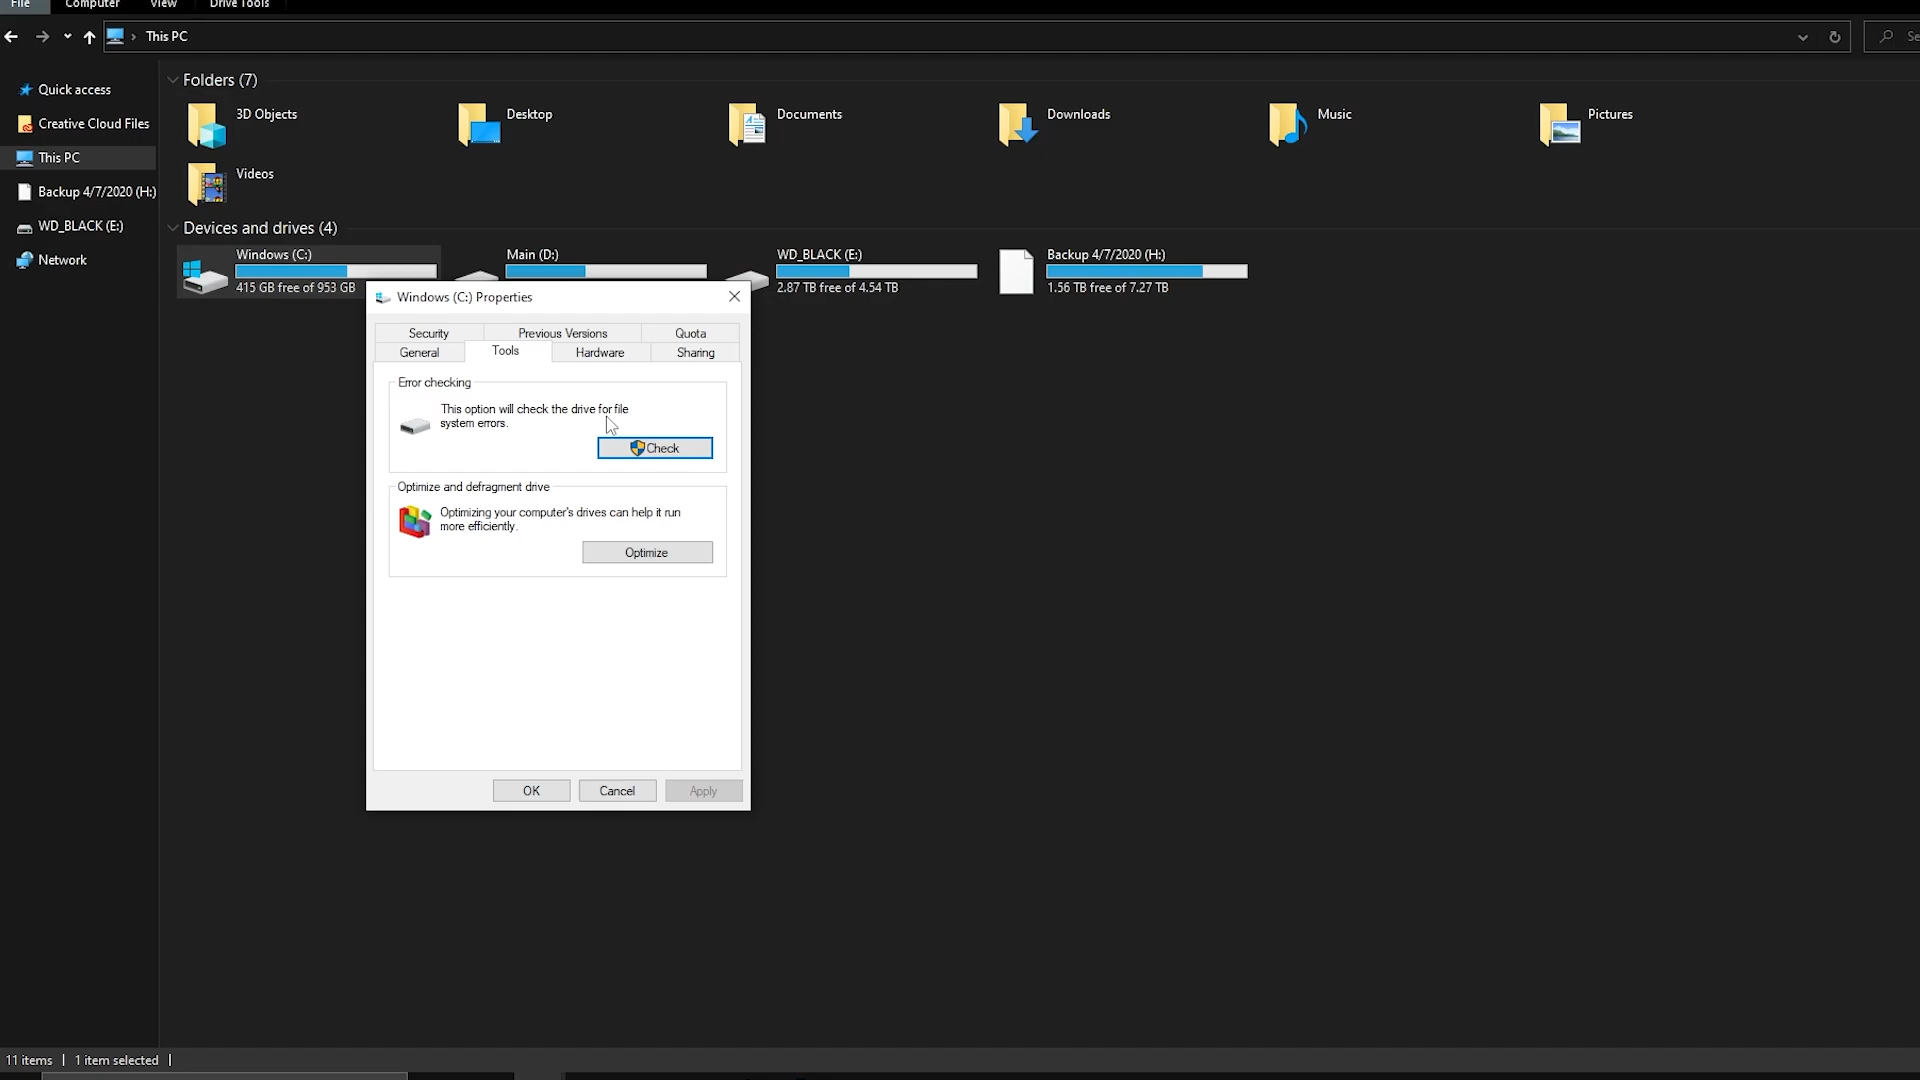 File Computer View Drive Tools
This PC
Se
Quick access
Creative Cloud Files
This PC
Backup 4/7/2020 (H:)
WD_BLACK (E:)
Network
Folders (7)
3D Objects
Desktop
Documents
Downloads
Music
Pictures
Videos
Devices and drives (4)
Windows (C:)
415 GB free of 953 GB
Main (D:)
WD_BLACK (E:)
2.87 TB free of 4.54 TB
Backup 4/7/2020 (H:)
1.56 TB free of 7.27 TB
Windows (C:) Properties
Security Previous Versions Quota
General Tools Hardware Sharing
Error checking
This option will check the drive for file
system errors.
Check
Optimize and defragment drive
Optimizing your computer's drives can help it run
more efficiently.
Optimize
OK Cancel Apply
11 items 1 item selected